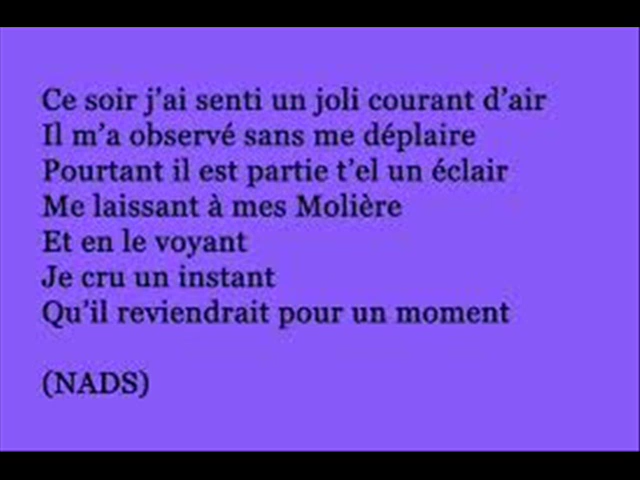 Ce soir j'ai senti un joli courant d'air
Il m'a observé sans me déplaire
Pourtant il est partie t'el un éclair
Me laissant à mes Molière
Et en le voyant
Je cru un instant
Qu'il reviendrait pour un moment
(NADS)